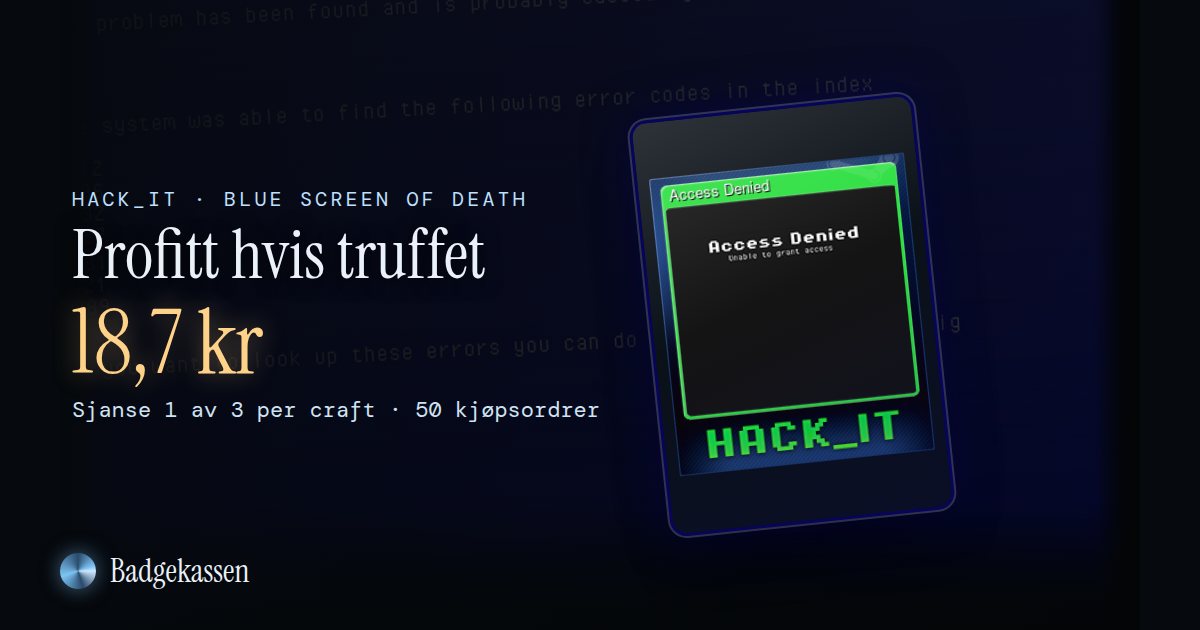 problem has been found and is probably
system was able to find the following error codes in the index
HACK_IT · BLUE SCREEN OF DEATH
Profitt hvis truffet
18,7 kr
look up these errors you can do
Sjanse 1 av 3 per craft · 50 kjøpsordrer
Access Denied
Access Denied
Unable to grant access
HACK_IT
Badgekassen